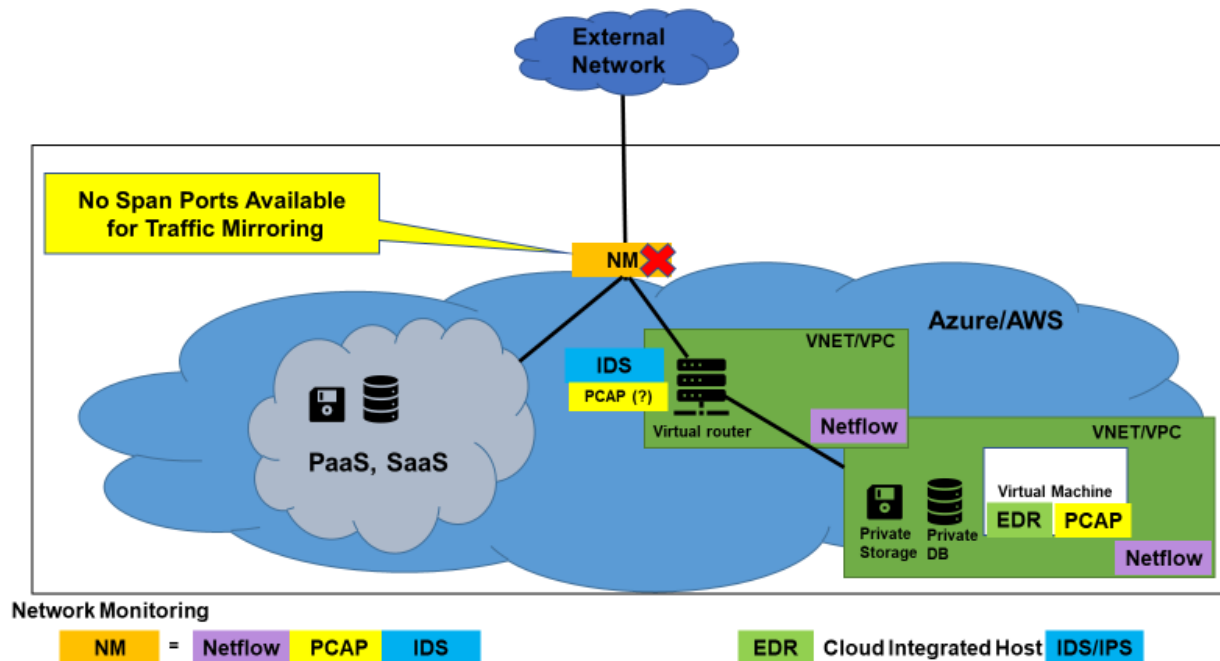 External
Network
No Span Ports Available
for Traffic Mirroring
NM
Azure/AWS
VNET/VPC
IDS
PCAP (?)
Virtual router
Netflow
PaaS, SaaS
VNET/VPC
Virtual Machine
EDR PCAP
Private
Storage
Private
DB
Netflow
Network Monitoring
NM = Netflow PCAP IDS
EDR Cloud Integrated Host IDS/IPS